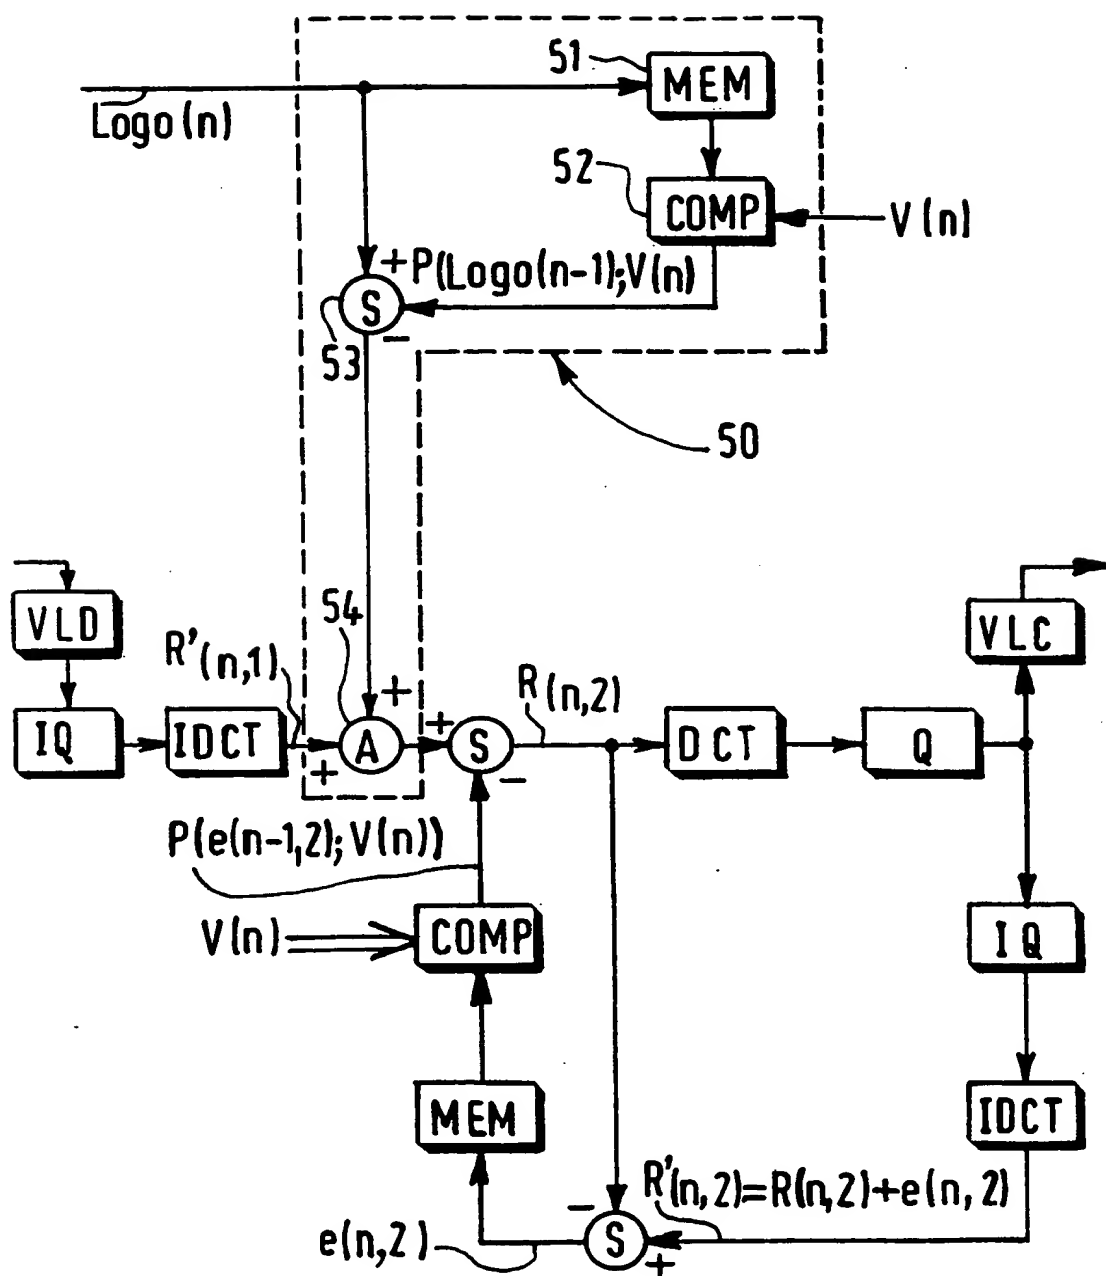 51
MEM
Logo(n)
52
COMP
V(n)
+
P(Logo(n-1);V(n)
S
-
53
50
54
VLD
VLC
R'(n,1)
R(n,2)
+
+
IQ
IDCT
A
S
DCT
Q
+
-
P(e(n-1,2);V(n))
V(n)
COMP
IQ
MEM
IDCT
R'(n,2)=R(n,2)+e(n,2)
-
e(n,2)
S
+